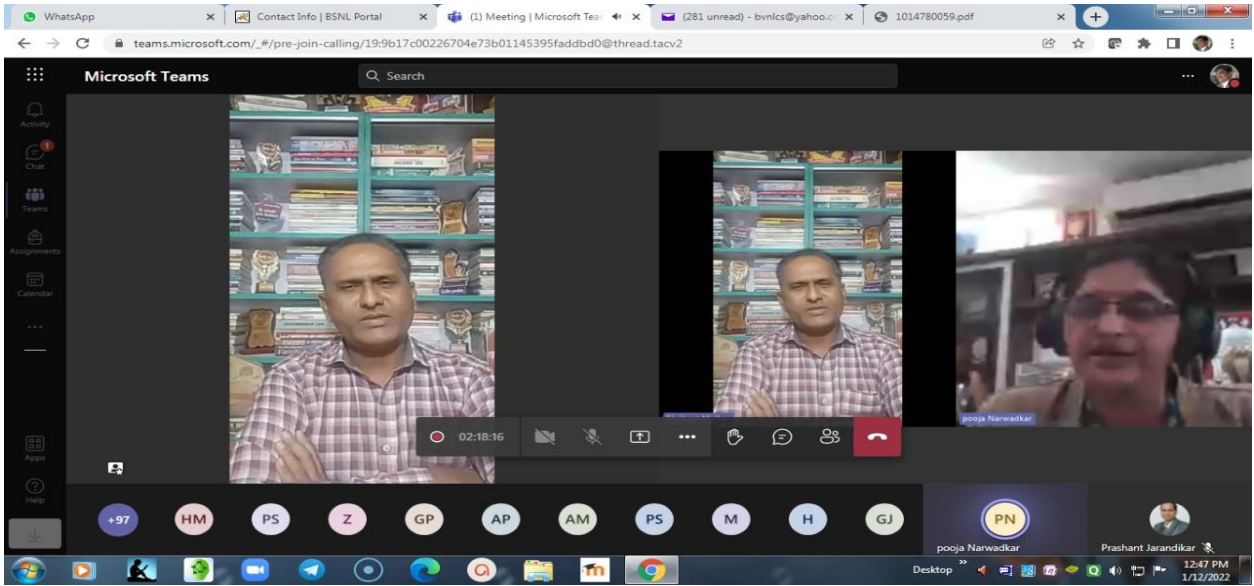 WhatsApp
Contact Info | BSNL Portal
(1) Meeting | Microsoft Tear
(281 unread) - bvnlcs@yahoo.cc
1014780059.pdf
teams.microsoft.com/_#/pre-join-calling/19:9b17c00226704e73b01145395faddbd0@thread.tacv2
Microsoft Teams
Search
Activity
1
Chat
Teams
Assignments
Calendar
Apps
Help
02:18:16
pooja Narwadkar
+97
HM
PS
Z
GP
AP
AM
PS
M
H
GJ
PN
pooja Narwadkar
Prashant Jarandikar
Desktop
12:47 PM
1/12/2022